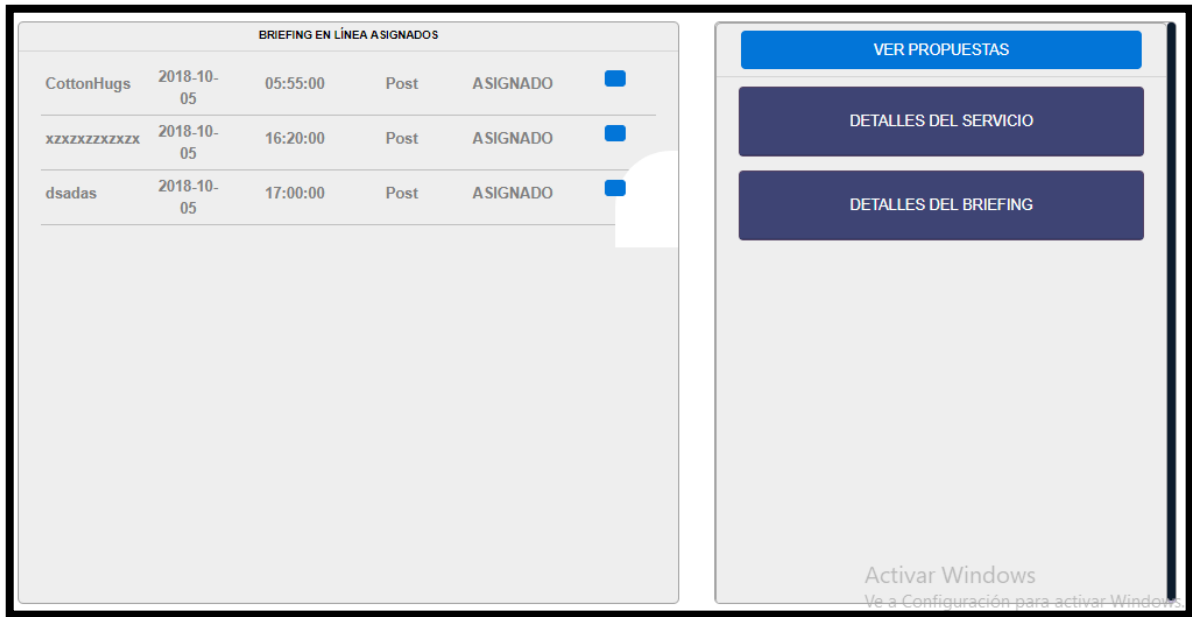 BRIEFING EN LÍNEA ASIGNADOS
CottonHugs 2018-10-05 05:55:00 Post ASIGNADO
xzxzxzzxzxzx 2018-10-05 16:20:00 Post ASIGNADO
dsadas 2018-10-05 17:00:00 Post ASIGNADO
VER PROPUESTAS
DETALLES DEL SERVICIO
DETALLES DEL BRIEFING
Activar Windows
Ve a Configuración para activar Windows.